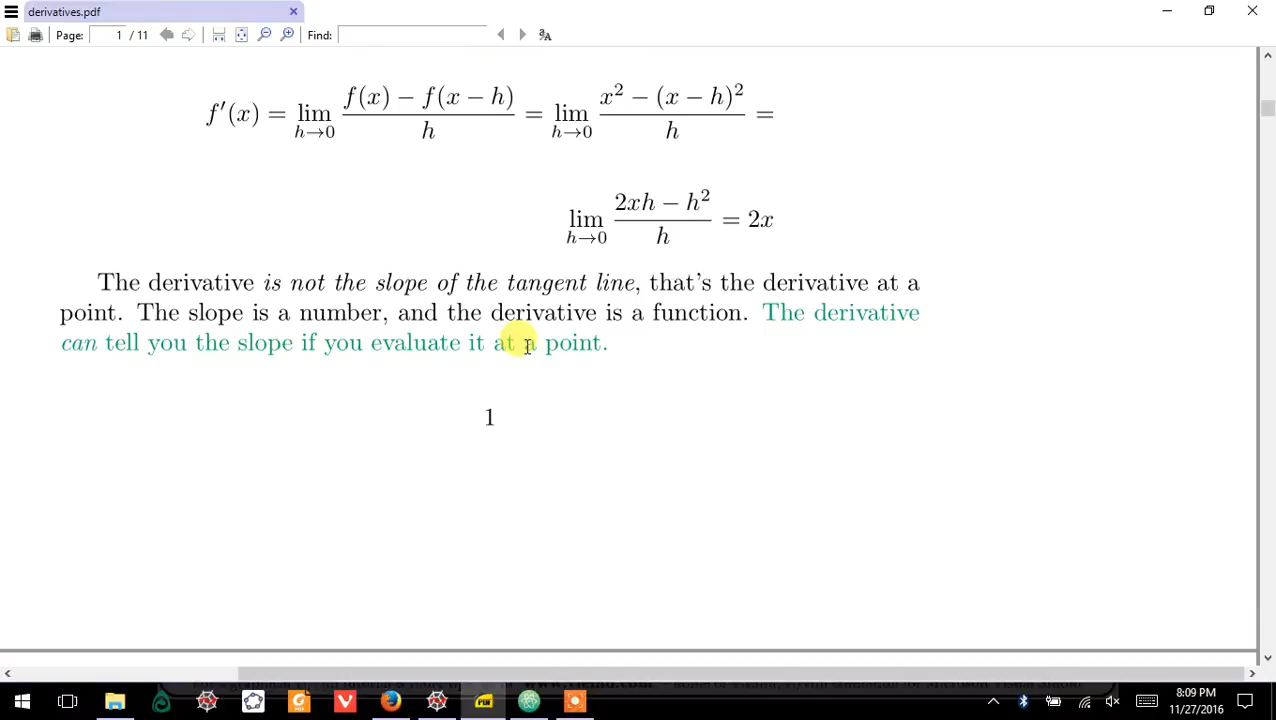 derivatives.pdf
Page: 1 / 11 Find:
f′(x) = lim h→0 (f(x) − f(x − h))/h = lim h→0 (x² − (x − h)²)/h =
lim h→0 (2xh − h²)/h = 2x
The derivative is not the slope of the tangent line, that's the derivative at a
point. The slope is a number, and the derivative is a function. The derivative
can tell you the slope if you evaluate it at a point.
1
8:09 PM
11/27/2016